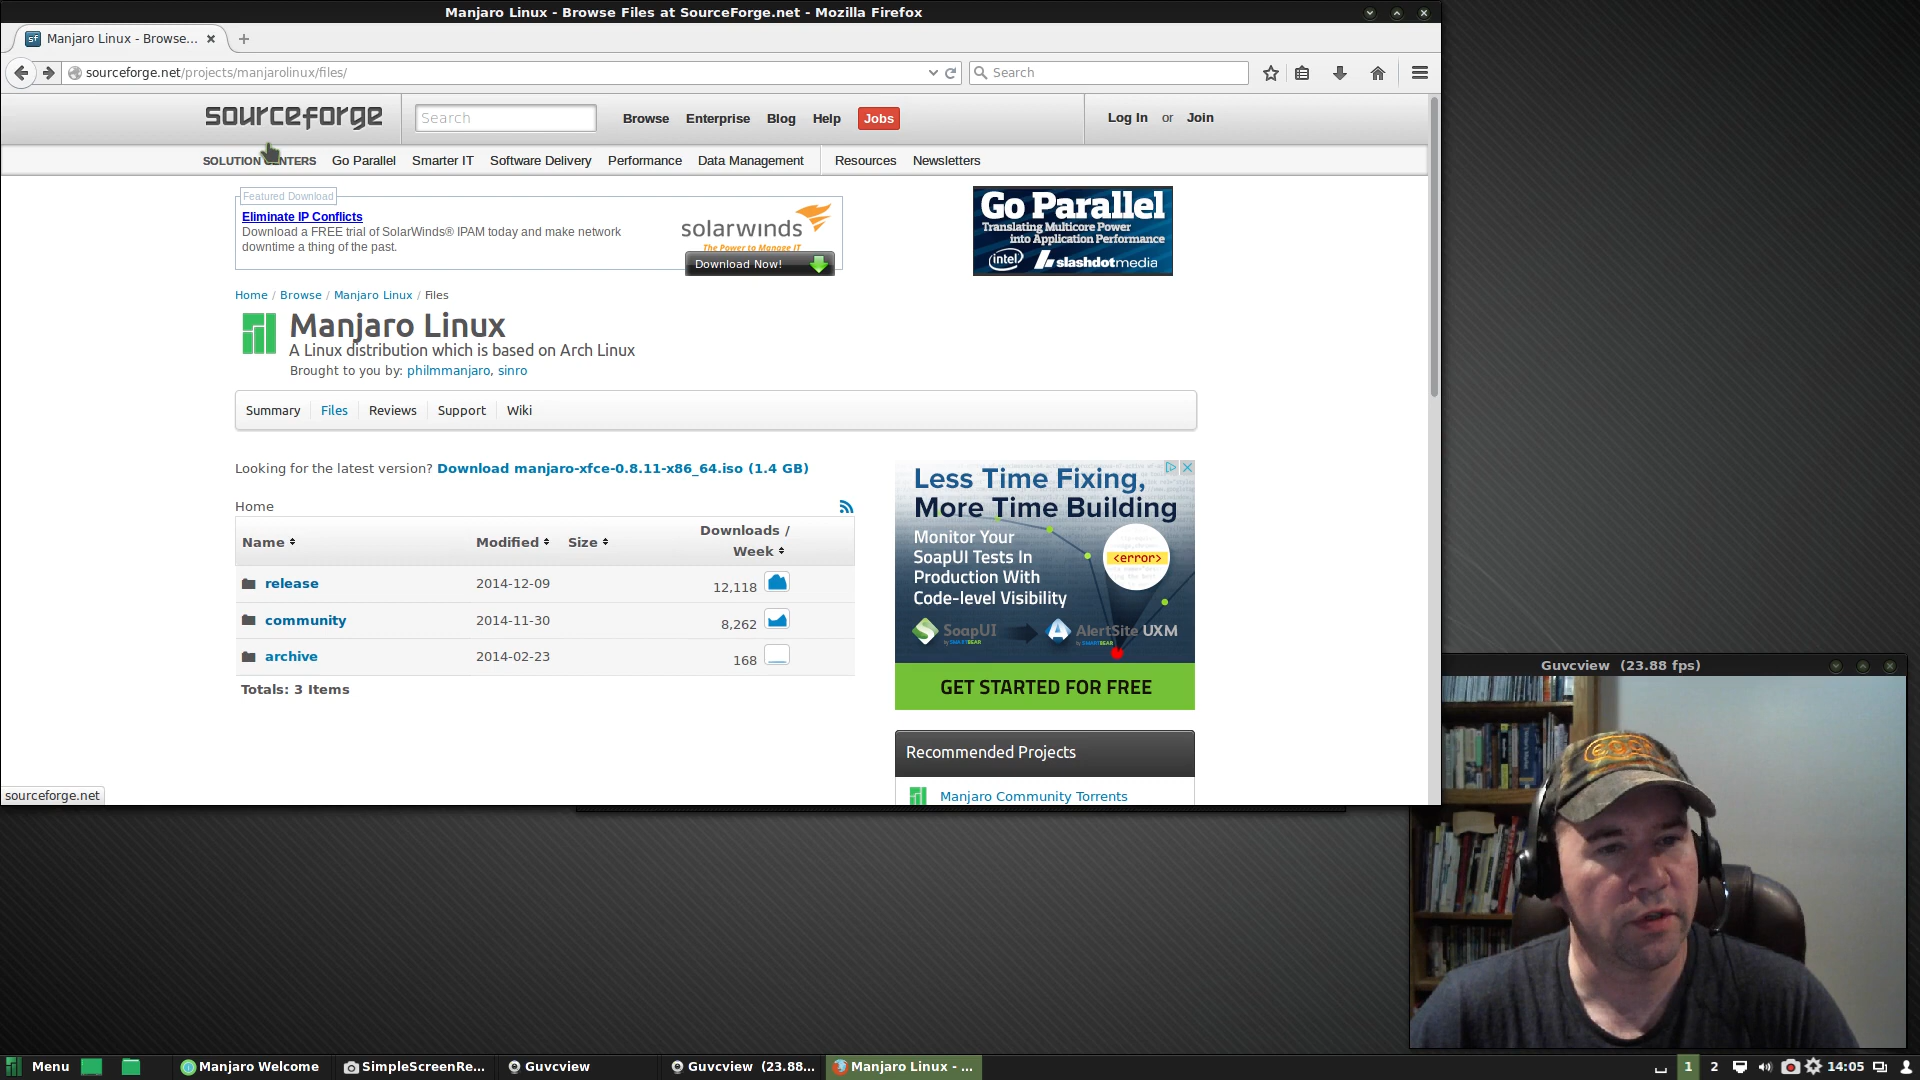 Manjaro Linux - Browse Files at SourceForge.net - Mozilla Firefox
Manjaro Linux - Browse...
sourceforge.net/projects/manjarolinux/files/
Search
sourceforge
Search
Browse
Enterprise
Blog
Help
Jobs
Log In or Join
SOLUTION
Go Parallel
Smarter IT
Software Delivery
Performance
Data Management
Resources
Newsletters
Featured Download
Eliminate IP Conflicts
Download a FREE trial of SolarWinds® IPAM today and make network
downtime a thing of the past.
solarwinds
The Power to Manage IT
Download Now!
Go Parallel
Translating Multicore Power
into Application Performance
intel
slashdotmedia
Home / Browse / Manjaro Linux / Files
Manjaro Linux
A Linux distribution which is based on Arch Linux
Brought to you by: philmmanjaro, sinro
Summary
Files
Reviews
Support
Wiki
Looking for the latest version? Download manjaro-xfce-0.8.11-x86_64.iso (1.4 GB)
Home
Name
Modified
Size
Downloads /
Week
release 2014-12-09 12,118
community 2014-11-30 8,262
archive 2014-02-23 168
Totals: 3 Items
Less Time Fixing,
More Time Building
Monitor Your
SoapUI Tests In
Production With
Code-level Visibility
<error>
SoapUI
by SMARTBEAR
AlertSite UXM
by SMARTBEAR
GET STARTED FOR FREE
Recommended Projects
Manjaro Community Torrents
sourceforge.net
Guvcview (23.88 fps)
Menu
Manjaro Welcome
SimpleScreenRe...
Guvcview
Guvcview (23.88...
Manjaro Linux - ...
1
2
14:05